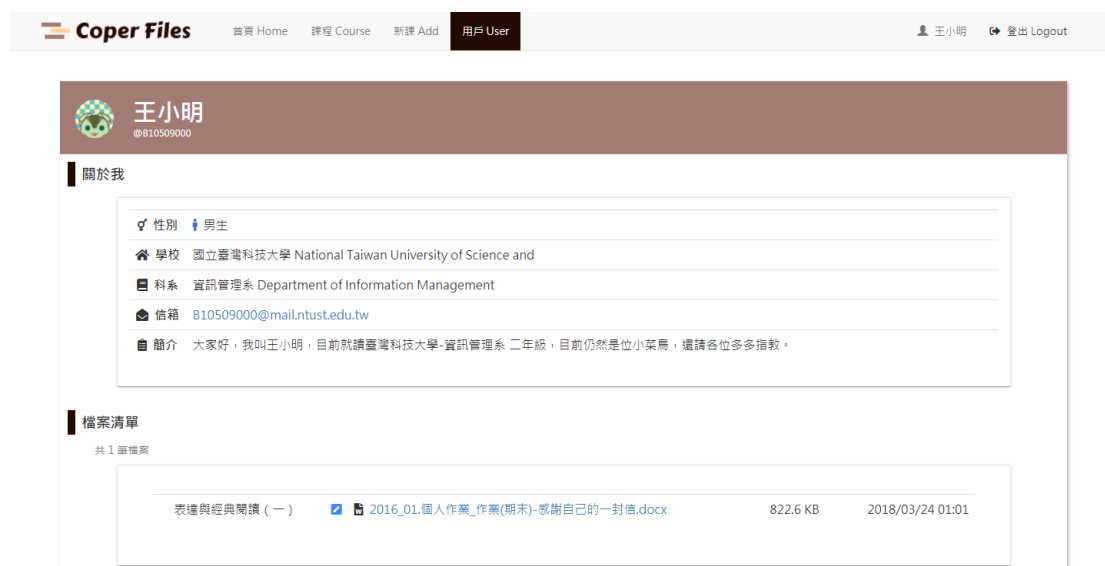 Coper Files 首頁 Home 課程 Course 新課 Add 用戶 User 王小明 登出 Logout
王小明
@B10509000
關於我
性別 男生
學校 國立臺灣科技大學 National Taiwan University of Science and
科系 資訊管理系 Department of Information Management
信箱 B10509000@mail.ntust.edu.tw
簡介 大家好，我叫王小明，目前就讀臺灣科技大學-資訊管理系 二年級，目前仍然是位小菜鳥，還請各位多多指教。
檔案清單
共 1 筆檔案
表達與經典閱讀（一） 2016_01.個人作業_作業(期末)-感謝自己的一封信.docx 822.6 KB 2018/03/24 01:01